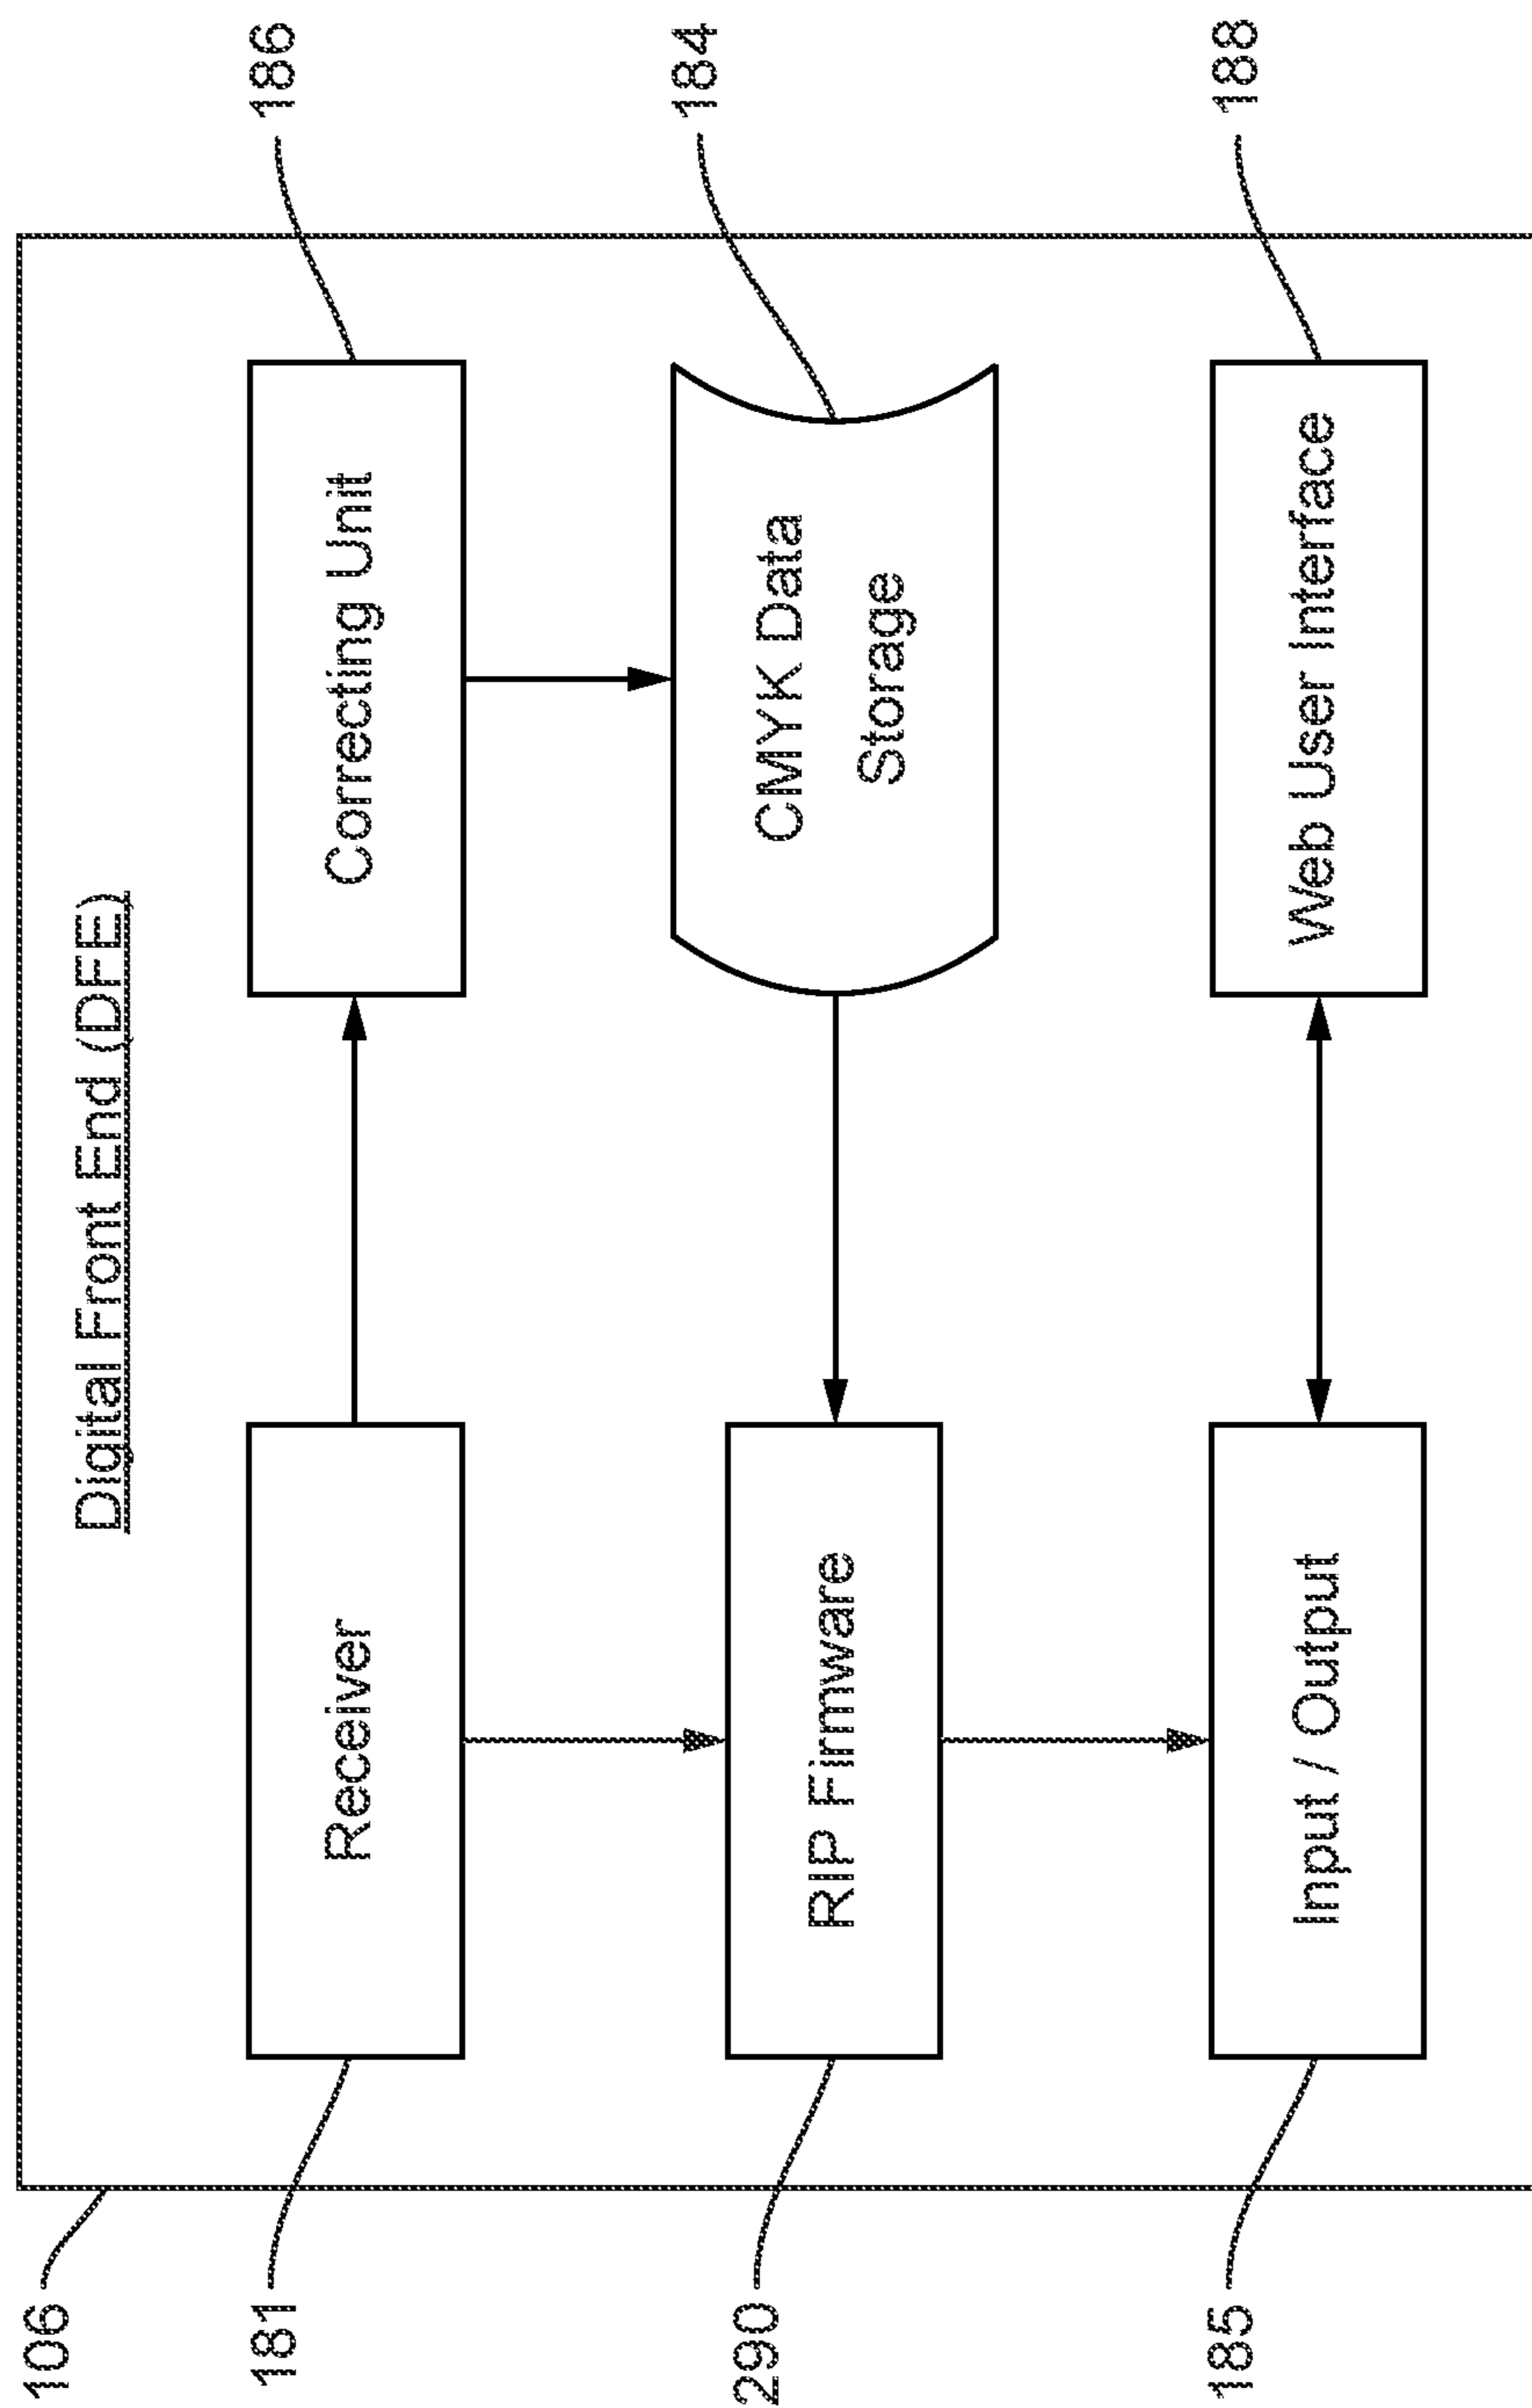 106
Digital Front End (DFE)
181
Receiver
Correcting Unit
186
290
RIP Firmware
CMYK Data
Storage
184
185
Input / Output
Web User Interface
188